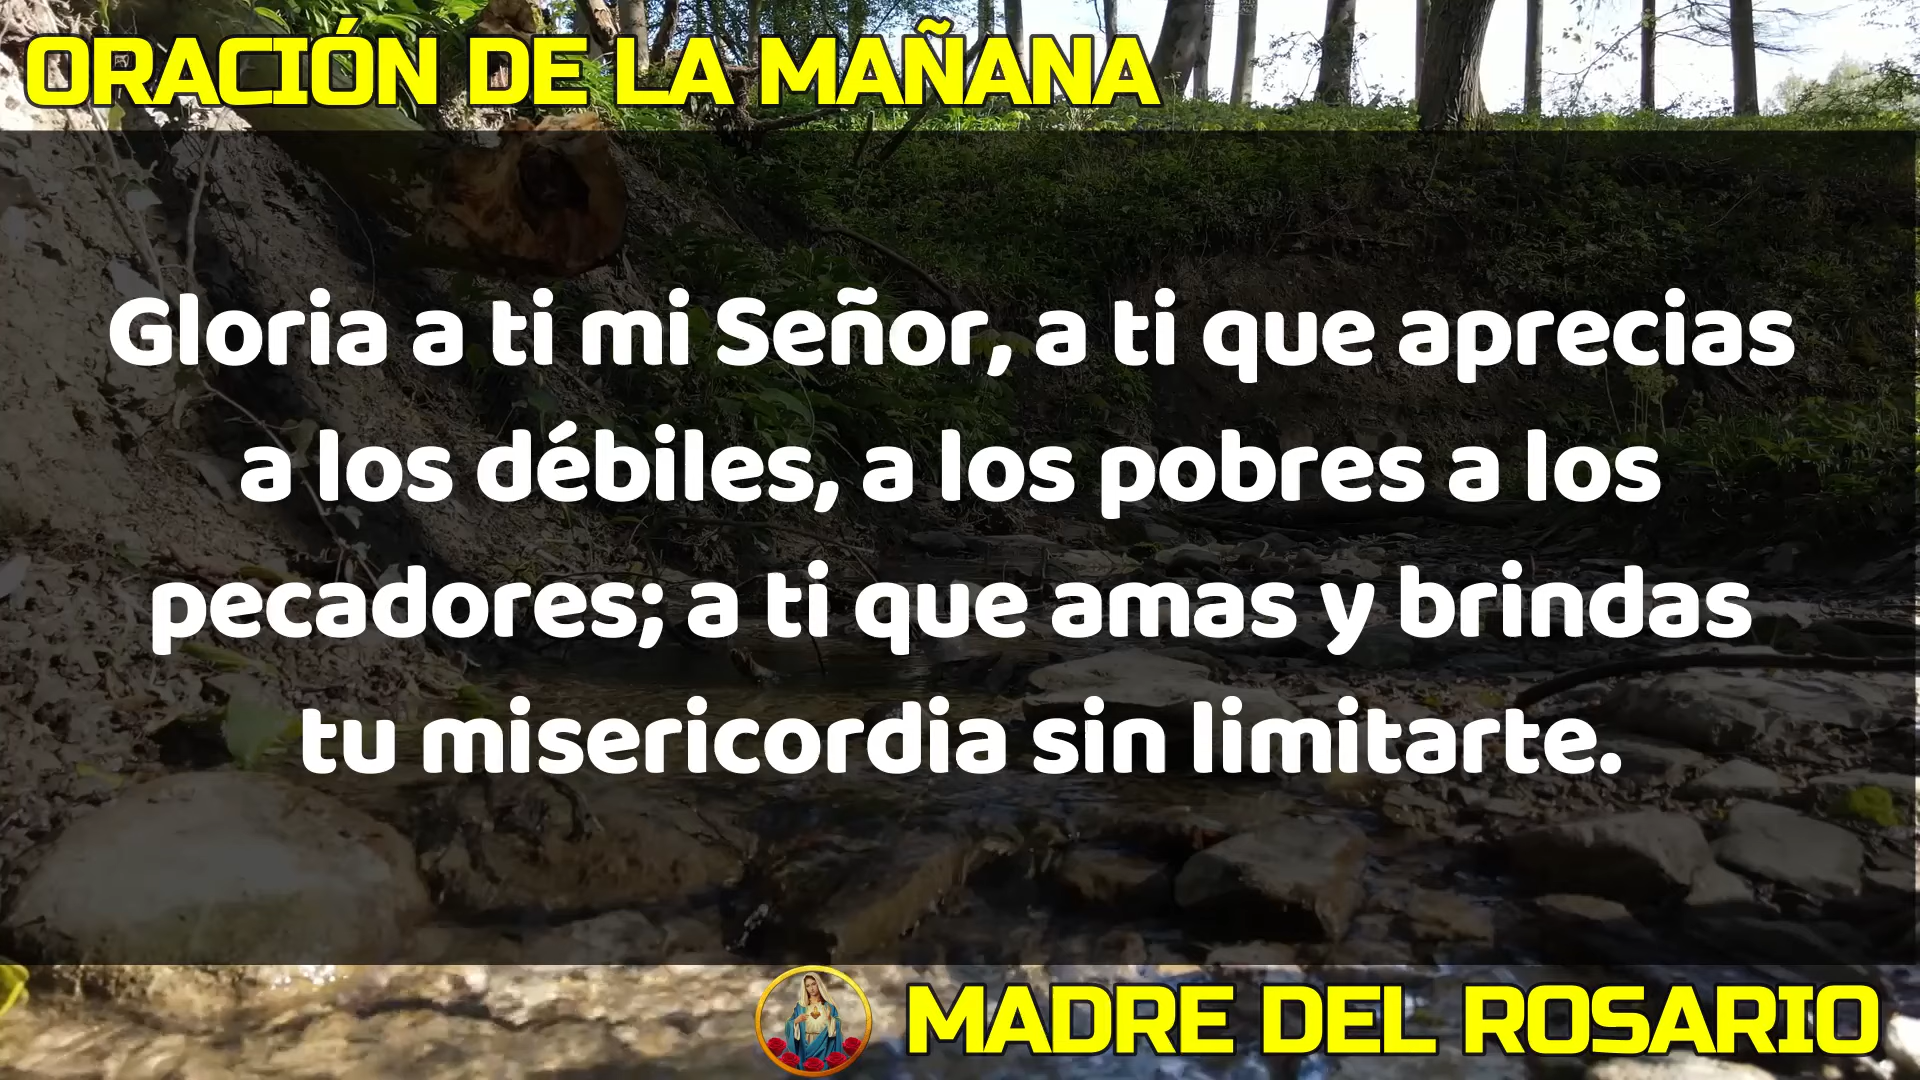 ORACIÓN DE LA MAÑANA
Gloria a ti mi Señor, a ti que aprecias
a los débiles, a los pobres a los
pecadores; a ti que amas y brindas
tu misericordia sin limitarte.
MADRE DEL ROSARIO